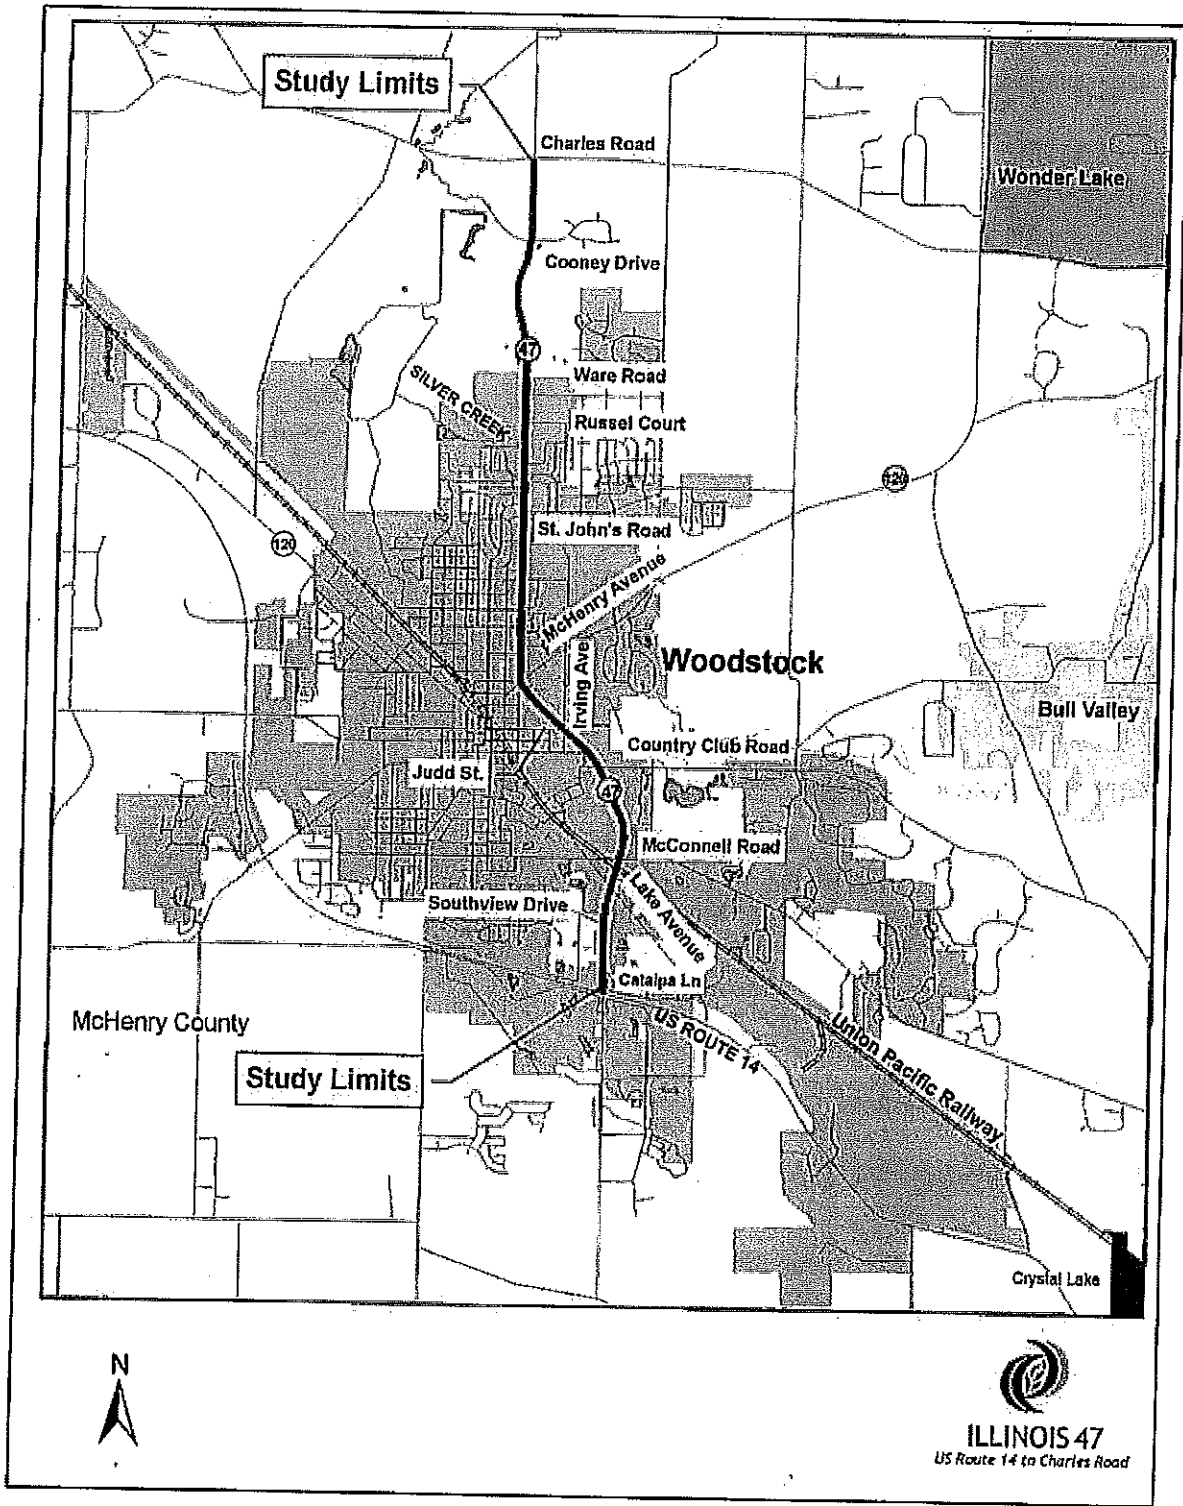 Study Limits
Charles Road
Wonder Lake
Cooney Drive
47
Ware Road
SILVER CREEK
Russel Court
120
St. John's Road
120
McHenry Avenue
Irving Ave
Woodstock
Bull Valley
Country Club Road
Judd St.
47
McConnell Road
Lake Avenue
Southview Drive
Catalpa Ln
McHenry County
US ROUTE 14
Union Pacific Railway
Study Limits
Crystal Lake
N
ILLINOIS 47
US Route 14 to Charles Road